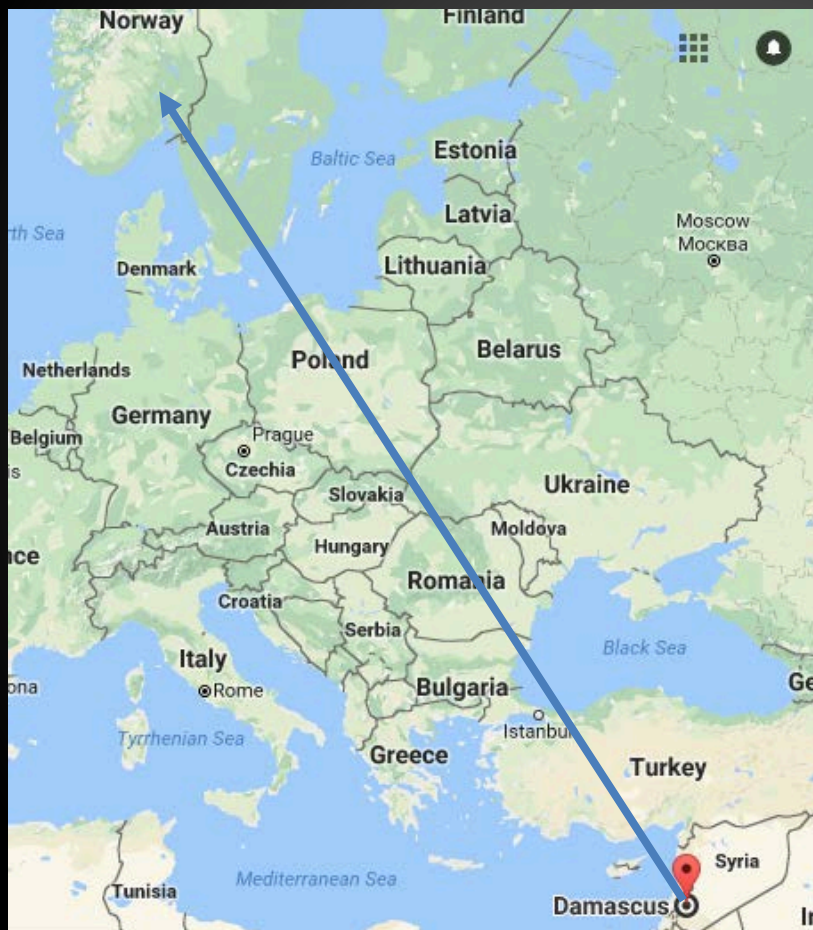 Norway
Finland
Baltic Sea
Estonia
Latvia
Moscow
Москва
rth Sea
Denmark
Lithuania
Netherlands
Poland
Belarus
Germany
Belgium
Prague
is
Czechia
Slovakia
Ukraine
Austria
Moldova
Hungary
nce
Romania
Croatia
Serbia
Black Sea
Italy
Ge
ona
Rome
Bulgaria
Istanbul
Tyrrhenian Sea
Greece
Turkey
Syria
Mediterranean Sea
Tunisia
Damascus
Ir